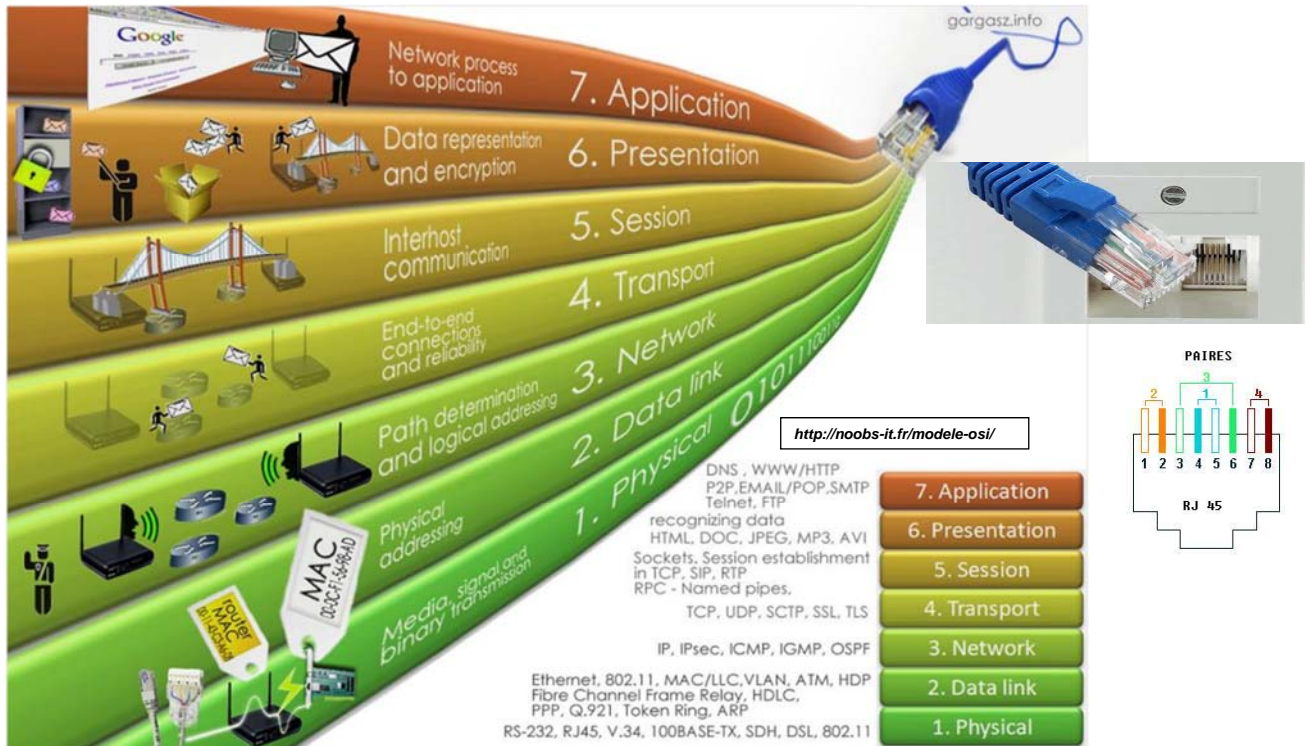 gargasz.info
Google
Network process
to application
7. Application
Data representation
and encryption
6. Presentation
Interhost
communication
5. Session
End-to-end
connections
and reliability
4. Transport
Path determination
and logical addressing
3. Network
Physical
addressing
2. Data link
Media, signal and
binary transmission
1. Physical
MAC
router
MAC
http://noobs-it.fr/modele-osi/
DNS , WWW/HTTP
P2P,EMAIL/POP,SMTP
Telnet, FTP
7. Application
recognizing data
HTML, DOC, JPEG, MP3, AVI
6. Presentation
Sockets. Session establishment
in TCP, SIP, RTP
RPC - Named pipes,
5. Session
TCP, UDP, SCTP, SSL, TLS
4. Transport
IP, IPsec, ICMP, IGMP, OSPF
3. Network
Ethernet, 802.11, MAC/LLC,VLAN, ATM, HDP
Fibre Channel Frame Relay, HDLC,
PPP, Q.921, Token Ring, ARP
2. Data link
RS-232, RJ45, V.34, 100BASE-TX, SDH, DSL, 802.11
1. Physical
PAIRES
3
2 1 4
1 2 3 4 5 6 7 8
RJ 45